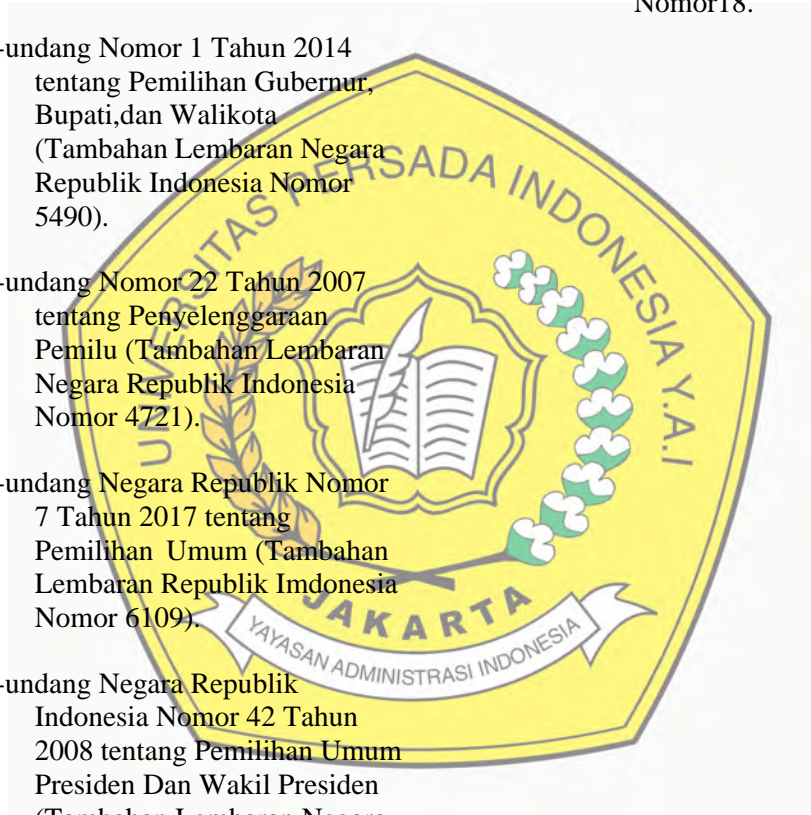 Nomor18.
-undang Nomor 1 Tahun 2014
tentang Pemilihan Gubernur,
Bupati,dan Walikota
(Tambahan Lembaran Negara
Republik Indonesia Nomor
5490).
-undang Nomor 22 Tahun 2007
tentang Penyelenggaraan
Pemilu (Tambahan Lembaran
Negara Republik Indonesia
Nomor 4721).
-undang Negara Republik Nomor
7 Tahun 2017 tentang
Pemilihan Umum (Tambahan
Lembaran Republik Imdonesia
Nomor 6109).
-undang Negara Republik
Indonesia Nomor 42 Tahun
2008 tentang Pemilihan Umum
Presiden Dan Wakil Presiden
(Tambahan Lembaran Negara
UNIVERSITAS PERSADA INDONESIA Y.A.I
JAKARTA
YAYASAN ADMINISTRASI INDONESIA